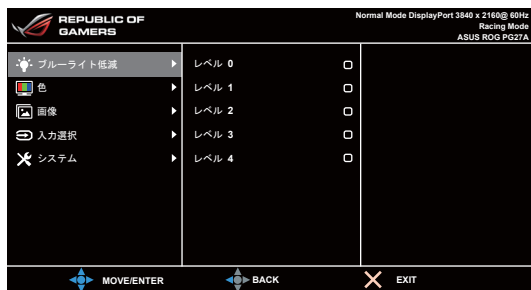 REPUBLIC OF
GAMERS
Normal Mode DisplayPort 3840 x 2160@ 60Hz
Racing Mode
ASUS ROG PG27A
ブルーライト低減
色
画像
入力選択
システム
レベル 0
レベル 1
レベル 2
レベル 3
レベル 4
MOVE/ENTER
BACK
EXIT